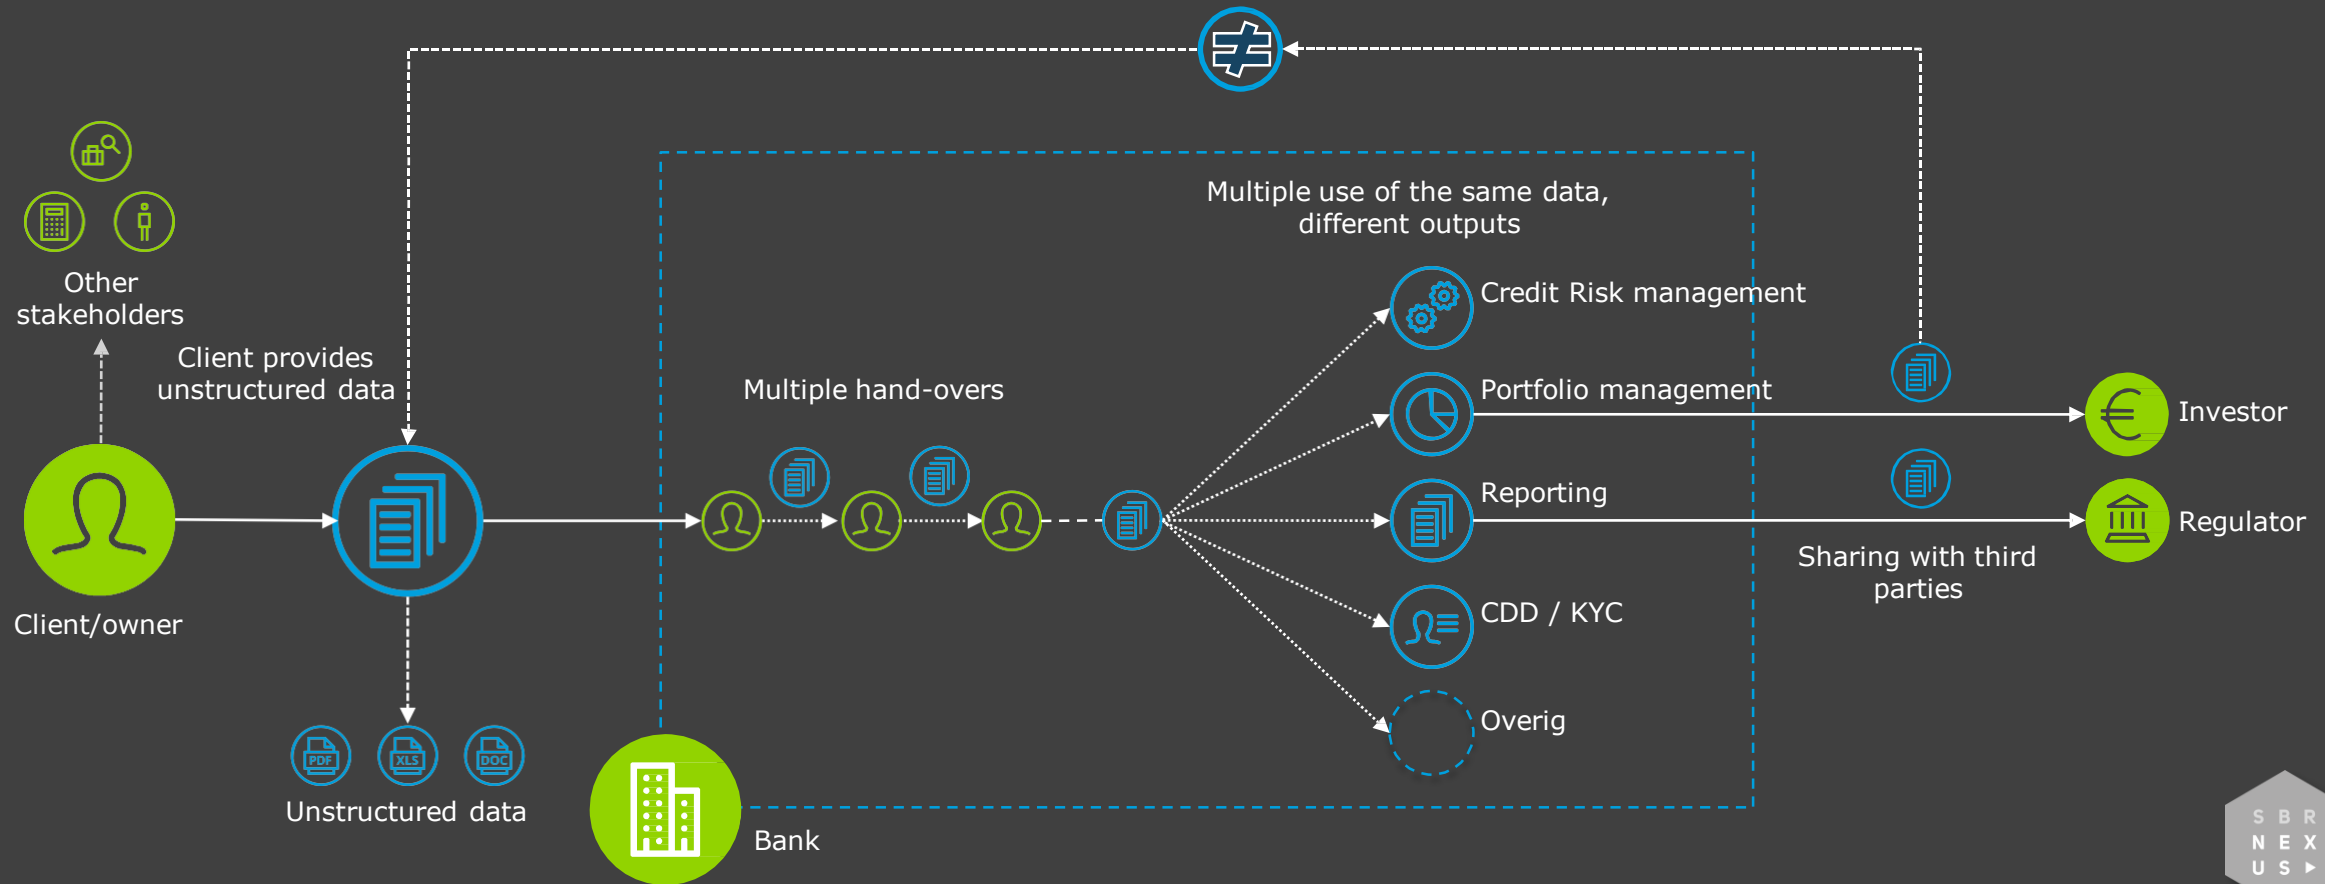 Multiple use of the same data,
different outputs
Other
stakeholders
Client provides
unstructured data
Multiple hand-overs
Credit Risk management
Portfolio management
Investor
Reporting
Regulator
Sharing with third
parties
Client/owner
CDD / KYC
Overig
PDF
XLS
DOC
Unstructured data
Bank
S B R
N E X
U S